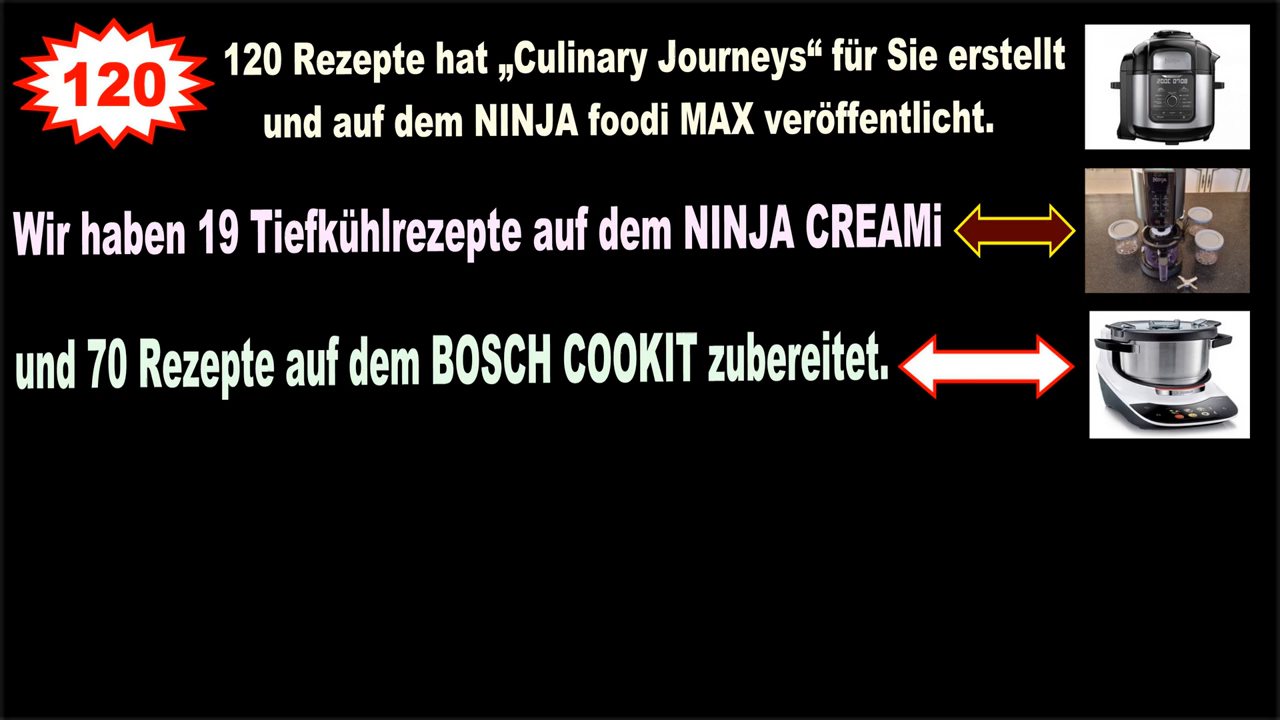 120
120 Rezepte hat „Culinary Journeys“ für Sie erstellt
und auf dem NINJA foodi MAX veröffentlicht.
Wir haben 19 Tiefkühlrezepte auf dem NINJA CREAMi
und 70 Rezepte auf dem BOSCH COOKIT zubereitet.